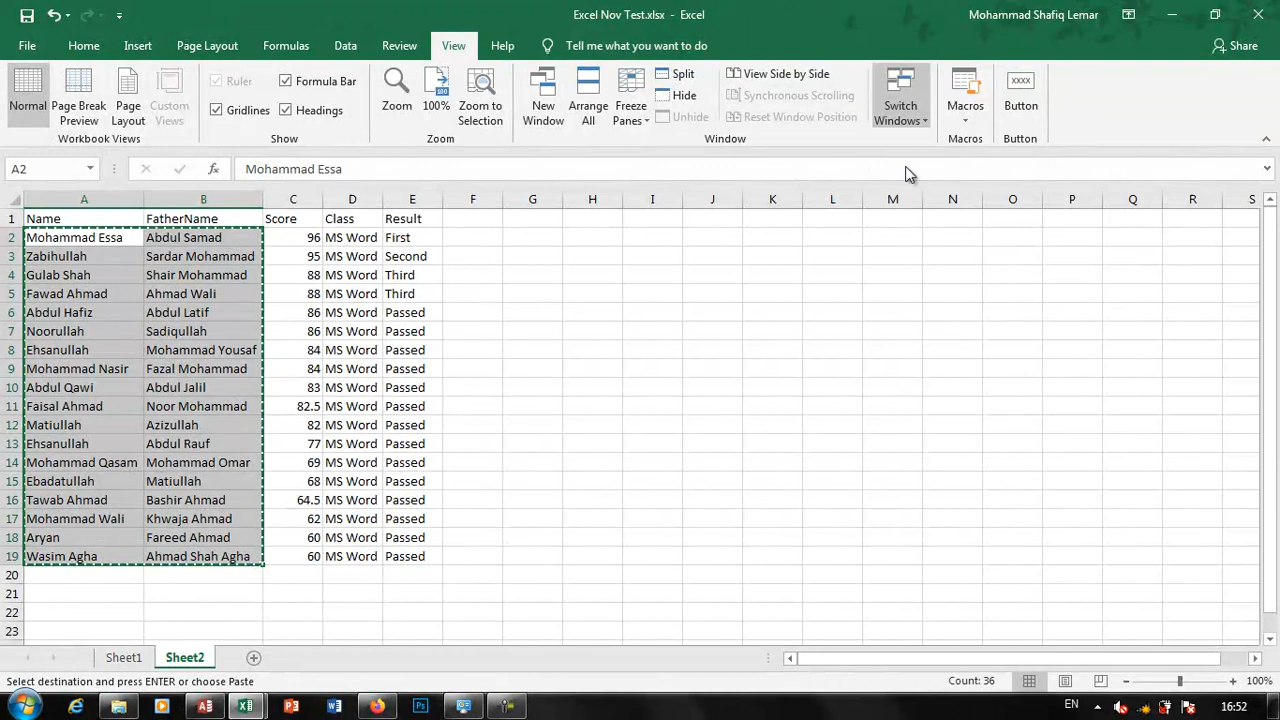 Excel Nov Test.xlsx - Excel
Mohammad Shafiq Lemar
File Home Insert Page Layout Formulas Data Review View Help Tell me what you want to do Share
Normal
Page Break Preview
Page Layout
Custom Views
Workbook Views
Ruler Formula Bar
Gridlines Headings
Show
Zoom
100%
Zoom to Selection
Zoom
New Window
Arrange All
Freeze Panes
Split
Hide
Unhide
View Side by Side
Synchronous Scrolling
Reset Window Position
Switch Windows
Window
Macros
Macros
Button
Button
A2 fx Mohammad Essa
A B C D E F G H I J K L M N O P Q R S
1 Name FatherName Score Class Result
2 Mohammad Essa Abdul Samad 96 MS Word First
3 Zabihullah Sardar Mohammad 95 MS Word Second
4 Gulab Shah Shair Mohammad 88 MS Word Third
5 Fawad Ahmad Ahmad Wali 88 MS Word Third
6 Abdul Hafiz Abdul Latif 86 MS Word Passed
7 Noorullah Sadiqullah 86 MS Word Passed
8 Ehsanullah Mohammad Yousaf 84 MS Word Passed
9 Mohammad Nasir Fazal Mohammad 84 MS Word Passed
10 Abdul Qawi Abdul Jalil 83 MS Word Passed
11 Faisal Ahmad Noor Mohammad 82.5 MS Word Passed
12 Matiullah Azizullah 82 MS Word Passed
13 Ehsanullah Abdul Rauf 77 MS Word Passed
14 Mohammad Qasam Mohammad Omar 69 MS Word Passed
15 Ebadatullah Matiullah 68 MS Word Passed
16 Tawab Ahmad Bashir Ahmad 64.5 MS Word Passed
17 Mohammad Wali Khwaja Ahmad 62 MS Word Passed
18 Aryan Fareed Ahmad 60 MS Word Passed
19 Wasim Agha Ahmad Shah Agha 60 MS Word Passed
20
21
22
23
Sheet1 Sheet2
Select destination and press ENTER or choose Paste Count: 36 100%
EN 16:52